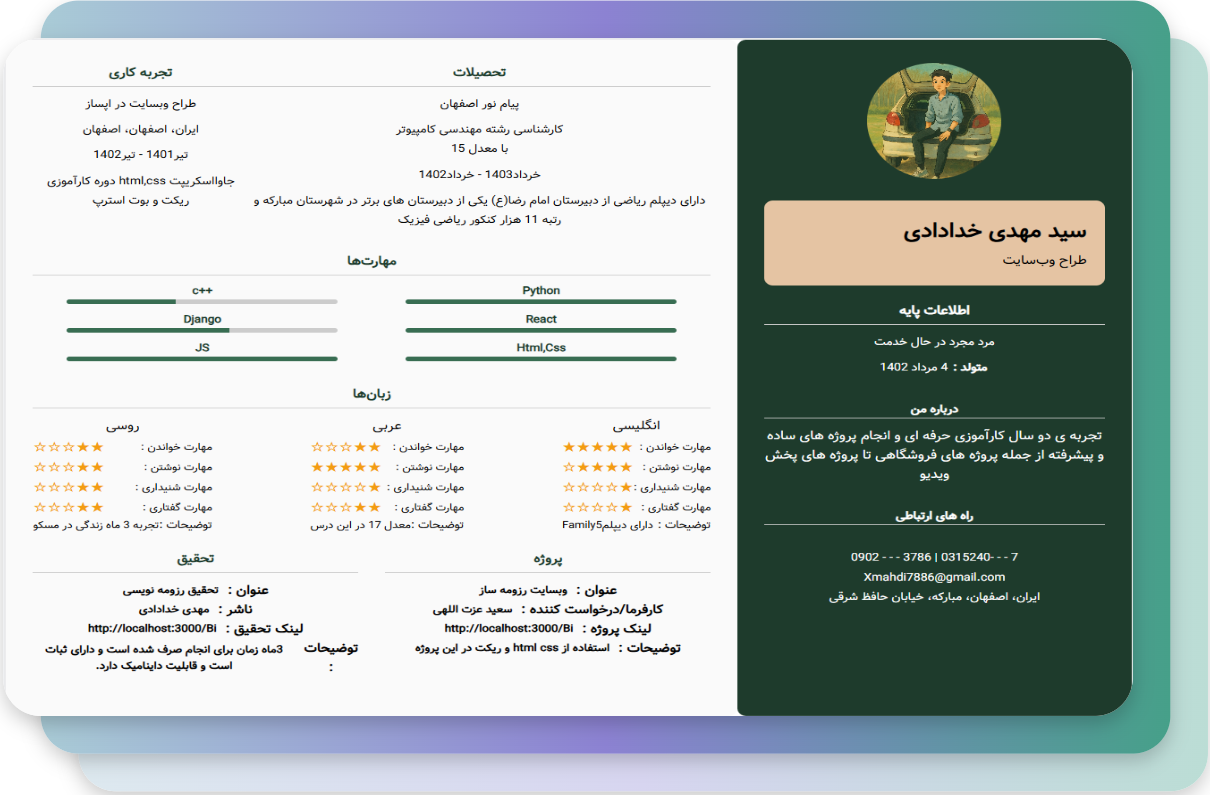 سید مهدی خدادادی
طراح وب‌سایت
اطلاعات پایه
مرد مجرد در حال خدمت
متولد : 4 مرداد 1402
درباره من
تجربه ی دو سال کارآموزی حرفه ای و انجام پروژه های ساده
و پیشرفته از جمله پروژه های فروشگاهی تا پروژه های پخش
ویدیو
راه های ارتباطی
0902 - - - 3786 | 0315240- - - 7
Xmahdi7886@gmail.com
ایران، اصفهان، مبارکه، خیابان حافظ شرقی
تحصیلات
پیام نور اصفهان
کارشناسی رشته مهندسی کامپیوتر
با معدل 15
خرداد1403 - خرداد1402
دارای دیپلم ریاضی از دبیرستان امام رضا(ع) یکی از دبیرستان های برتر در شهرستان مبارکه و
رتبه 11 هزار کنکور ریاضی فیزیک
تجربه کاری
طراح وبسایت در اپساز
ایران، اصفهان، اصفهان
تیر1401 - تیر1402
جاوااسکریپت html,css دوره کارآموزی
ریکت و بوت استرپ
مهارت‌ها
Python
c++
React
Django
Html,Css
JS
زبان‌ها
انگلیسی
مهارت خواندن : ★★★★★
مهارت نوشتن : ★★★★☆
مهارت شنیداری : ★☆☆☆☆
مهارت گفتاری : ★☆☆☆☆
توضیحات : دارای دیپلمFamily5
عربی
مهارت خواندن : ★★☆☆☆
مهارت نوشتن : ★★★★★
مهارت شنیداری : ★☆☆☆☆
مهارت گفتاری : ★☆☆☆☆
توضیحات :معدل 17 در این درس
روسی
مهارت خواندن : ★★☆☆☆
مهارت نوشتن : ★★☆☆☆
مهارت شنیداری : ★★☆☆☆
مهارت گفتاری : ★★☆☆☆
توضیحات :تجربه 3 ماه زندگی در مسکو
پروژه
عنوان : وبسایت رزومه ساز
کارفرما/درخواست کننده : سعید عزت اللهی
لینک پروژه : http://localhost:3000/Bi
توضیحات : استفاده از html css و ریکت در این پروژه
تحقیق
عنوان : تحقیق رزومه نویسی
ناشر : مهدی خدادادی
لینک تحقیق : http://localhost:3000/Bi
توضیحات : 3ماه زمان برای انجام صرف شده است و دارای ثبات
است و قابلیت داینامیک دارد.